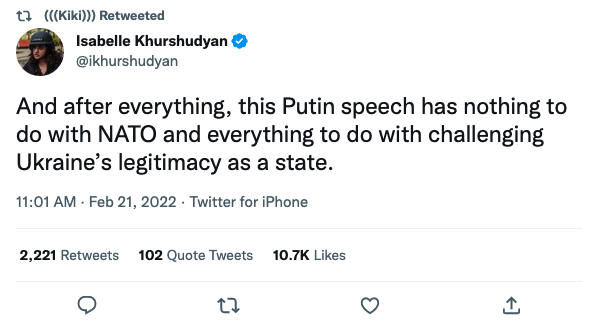 (((Kiki))) Retweeted
Isabelle Khurshudyan
@ikhurshudyan
And after everything, this Putin speech has nothing to
do with NATO and everything to do with challenging
Ukraine’s legitimacy as a state.
11:01 AM · Feb 21, 2022 · Twitter for iPhone
2,221 Retweets 102 Quote Tweets 10.7K Likes